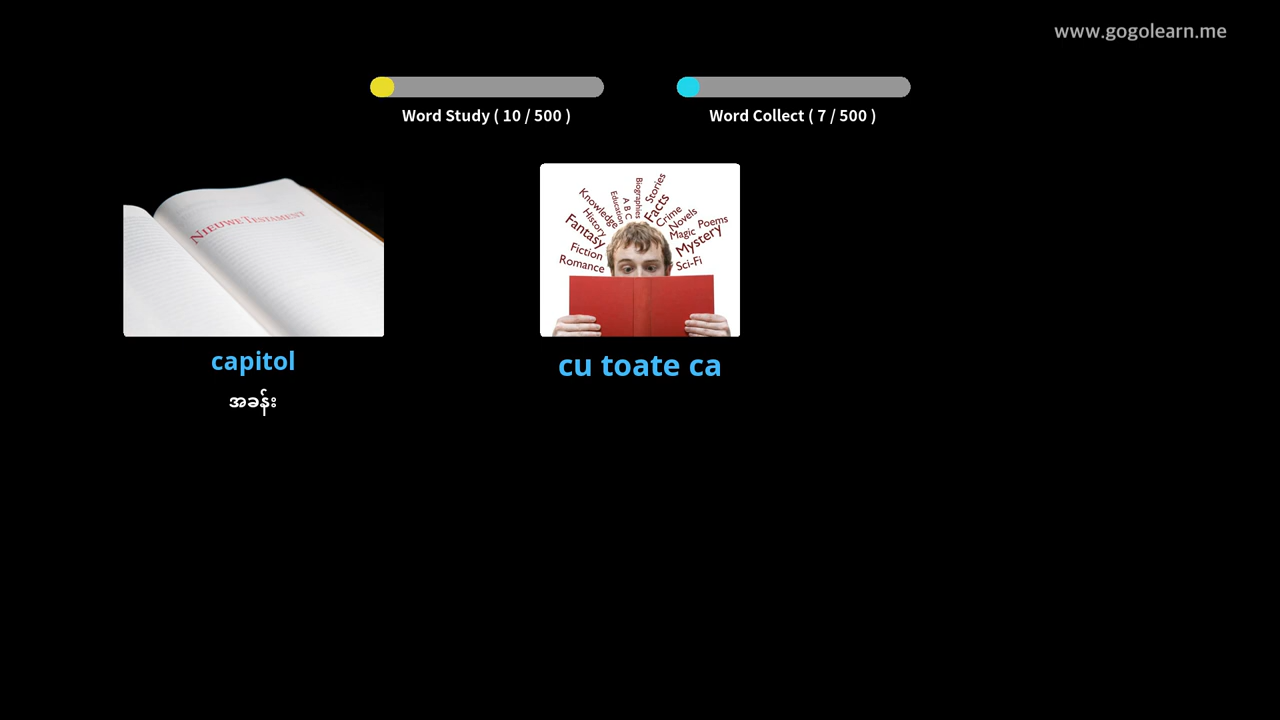 www.gogolearn.me
Word Study ( 10 / 500 )
Word Collect ( 7 / 500 )
NIEUWE TESTAMENT
Knowledge
History
Fantasy
Fiction
Romance
Education
A B C
Biographies
Stories
Facts
Crime
Novels
Magic
Poems
Mystery
Sci-Fi
capitol
cu toate ca
အခန်း